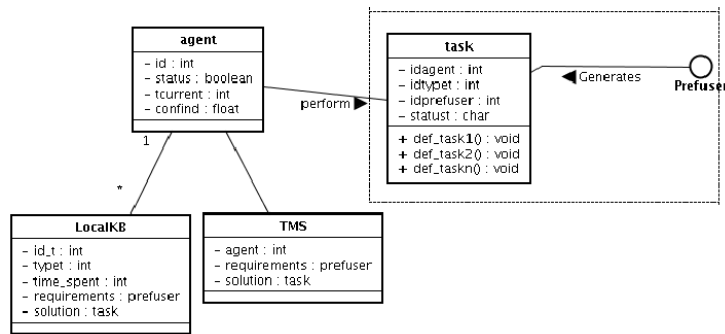 agent
- id : int
- status : boolean
- tcurrent : int
- confind : float
task
- idagent : int
- idtypet : int
- idprefuser : int
- statust : char
+ def_task1() : void
+ def_task2() : void
+ def_taskn() : void
perform
Generates
Prefuser
1
*
LocalKB
- id_t : int
- typet : int
- time_spent : int
- requirements : prefuser
- solution : task
TMS
- agent : int
- requirements : prefuser
- solution : task